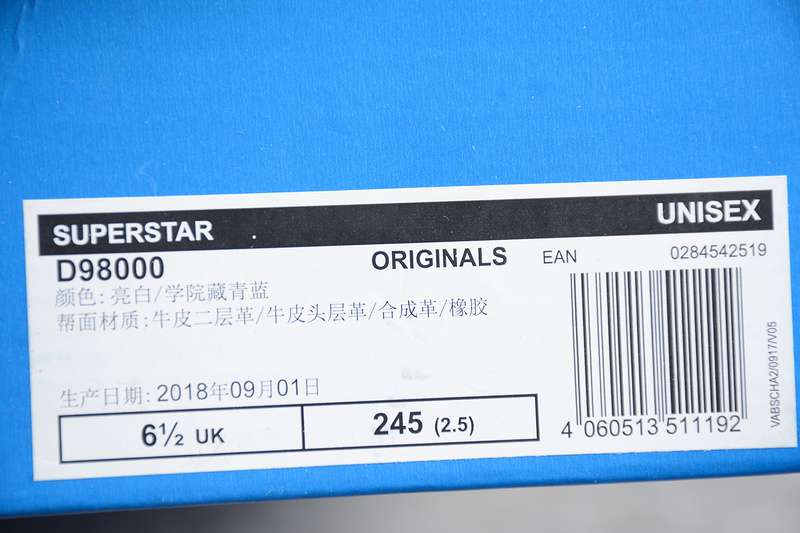 SUPERSTAR UNISEX
D98000 ORIGINALS EAN 0284542519
颜色: 亮白/学院藏青蓝
帮面材质: 牛皮二层革/牛皮头层革/合成革/橡胶
生产日期: 2018年09月01日
6½ UK 245 (2.5)
4 060513 511192
VABSCHA2/0917/V05